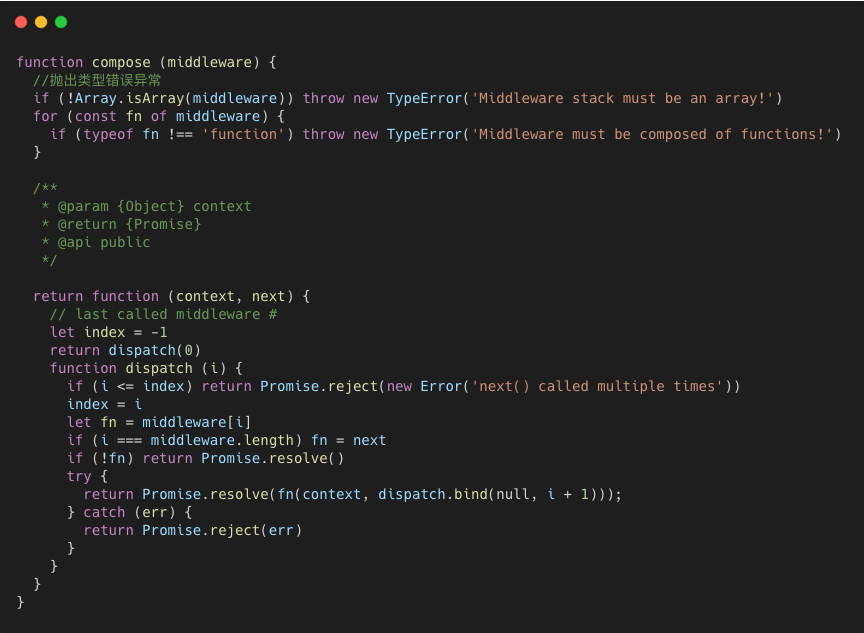 function compose (middleware) {
  //抛出类型错误异常
  if (!Array.isArray(middleware)) throw new TypeError('Middleware stack must be an array!')
  for (const fn of middleware) {
    if (typeof fn !== 'function') throw new TypeError('Middleware must be composed of functions!')
  }

  /**
   * @param {Object} context
   * @return {Promise}
   * @api public
   */

  return function (context, next) {
    // last called middleware #
    let index = -1
    return dispatch(0)
    function dispatch (i) {
      if (i <= index) return Promise.reject(new Error('next() called multiple times'))
      index = i
      let fn = middleware[i]
      if (i === middleware.length) fn = next
      if (!fn) return Promise.resolve()
      try {
        return Promise.resolve(fn(context, dispatch.bind(null, i + 1)));
      } catch (err) {
        return Promise.reject(err)
      }
    }
  }
}